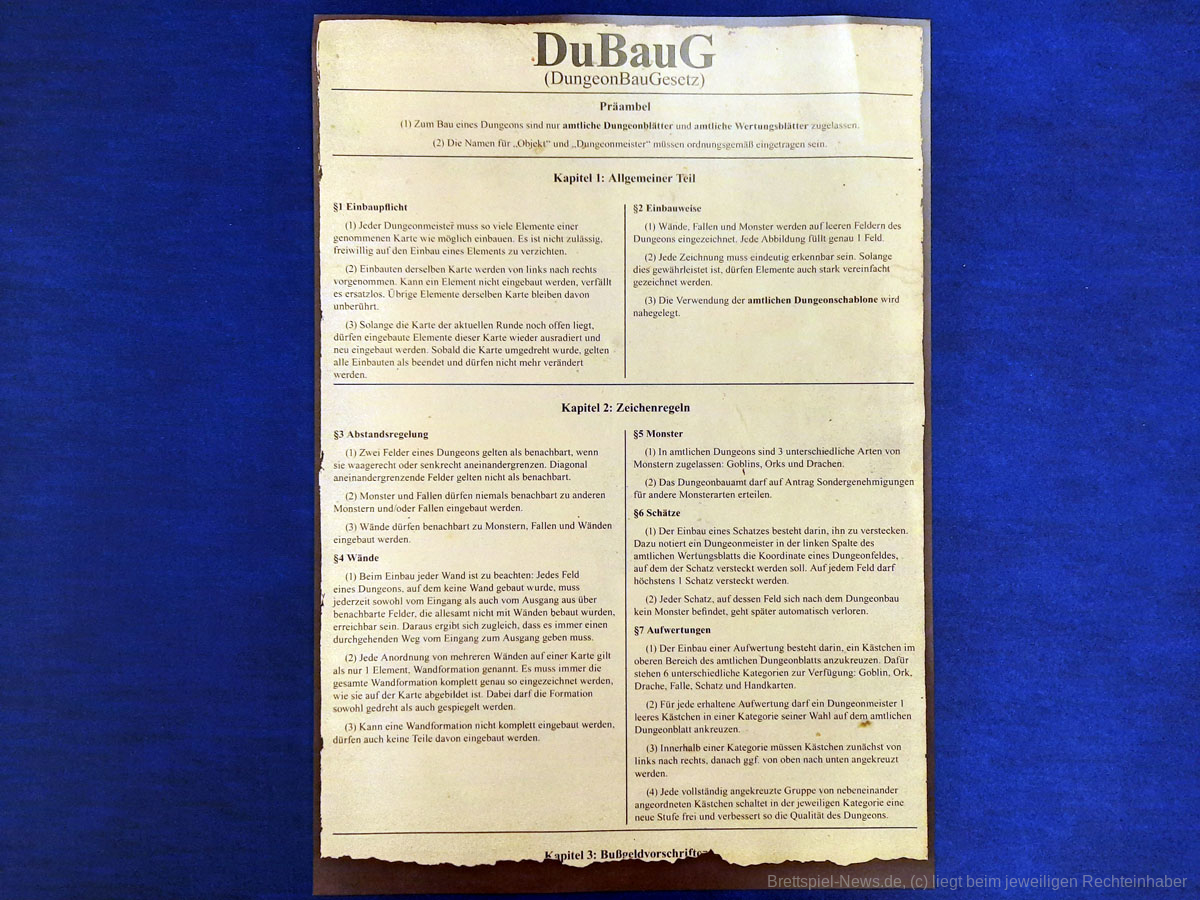 DuBauG
(DungeonBauGesetz)
Präambel
(1) Zum Bau eines Dungeons sind nur amtliche Dungeonblätter und amtliche Wertungsblätter zugelassen.
(2) Die Namen für „Objekt“ und „Dungeonmeister“ müssen ordnungsgemäß eingetragen sein.
Kapitel 1: Allgemeiner Teil
§1 Einbaupflicht
(1) Jeder Dungeonmeister muss so viele Elemente einer
genommenen Karte wie möglich einbauen. Es ist nicht zulässig,
freiwillig auf den Einbau eines Elements zu verzichten.
(2) Einbauten derselben Karte werden von links nach rechts
vorgenommen. Kann ein Element nicht eingebaut werden, verfällt
es ersatzlos. Übrige Elemente derselben Karte bleiben davon
unberührt.
(3) Solange die Karte der aktuellen Runde noch offen liegt,
dürfen eingebaute Elemente dieser Karte wieder ausradiert und
neu eingebaut werden. Sobald die Karte umgedreht wurde, gelten
alle Einbauten als beendet und dürfen nicht mehr verändert
werden.
§2 Einbauweise
(1) Wände, Fallen und Monster werden auf leeren Feldern des
Dungeons eingezeichnet. Jede Abbildung füllt genau 1 Feld.
(2) Jede Zeichnung muss eindeutig erkennbar sein. Solange
dies gewährleistet ist, dürfen Elemente auch stark vereinfacht
gezeichnet werden.
(3) Die Verwendung der amtlichen Dungeonschablone wird
nahegelegt.
Kapitel 2: Zeichenregeln
§3 Abstandsregelung
(1) Zwei Felder eines Dungeons gelten als benachbart, wenn
sie waagerecht oder senkrecht aneinandergrenzen. Diagonal
aneinandergrenzende Felder gelten nicht als benachbart.
(2) Monster und Fallen dürfen niemals benachbart zu anderen
Monstern und/oder Fallen eingebaut werden.
(3) Wände dürfen benachbart zu Monstern, Fallen und Wänden
eingebaut werden.
§4 Wände
(1) Beim Einbau jeder Wand ist zu beachten: Jedes Feld
eines Dungeons, auf dem keine Wand gebaut wurde, muss
jederzeit sowohl vom Eingang als auch vom Ausgang aus über
benachbarte Felder, die allesamt nicht mit Wänden bebaut wurden,
erreichbar sein. Daraus ergibt sich zugleich, dass es immer einen
durchgehenden Weg vom Eingang zum Ausgang geben muss.
(2) Jede Anordnung von mehreren Wänden auf einer Karte gilt
als nur 1 Element, Wandformation genannt. Es muss immer die
gesamte Wandformation komplett genau so eingezeichnet werden,
wie sie auf der Karte abgebildet ist. Dabei darf die Formation
sowohl gedreht als auch gespiegelt werden.
(3) Kann eine Wandformation nicht komplett eingebaut werden,
dürfen auch keine Teile davon eingebaut werden.
§5 Monster
(1) In amtlichen Dungeons sind 3 unterschiedliche Arten von
Monstern zugelassen: Goblins, Orks und Drachen.
(2) Das Dungeonbauamt darf auf Antrag Sondergenehmigungen
für andere Monsterarten erteilen.
§6 Schätze
(1) Der Einbau eines Schatzes besteht darin, ihn zu verstecken.
Dazu notiert ein Dungeonmeister in der linken Spalte des
amtlichen Wertungsblatts die Koordinate eines Dungeonfeldes,
auf dem der Schatz versteckt werden soll. Auf jedem Feld darf
höchstens 1 Schatz versteckt werden.
(2) Jeder Schatz, auf dessen Feld sich nach dem Dungeonbau
kein Monster befindet, geht später automatisch verloren.
§7 Aufwertungen
(1) Der Einbau einer Aufwertung besteht darin, ein Kästchen im
oberen Bereich des amtlichen Dungeonblatts anzukreuzen. Dafür
stehen 6 unterschiedliche Kategorien zur Verfügung: Goblin, Ork,
Drache, Falle, Schatz und Handkarten.
(2) Für jede erhaltene Aufwertung darf ein Dungeonmeister 1
leeres Kästchen in einer Kategorie seiner Wahl auf dem amtlichen
Dungeonblatt ankreuzen.
(3) Innerhalb einer Kategorie müssen Kästchen zunächst von
links nach rechts, danach ggf. von oben nach unten angekreuzt
werden.
(4) Jede vollständig angekreuzte Gruppe von nebeneinander
angeordneten Kästchen schaltet in der jeweiligen Kategorie eine
neue Stufe frei und verbessert so die Qualität des Dungeons.
Kapitel 3: Bußgeldvorschriften
Brettspiel-News.de, (c) liegt beim jeweiligen Rechteinhaber